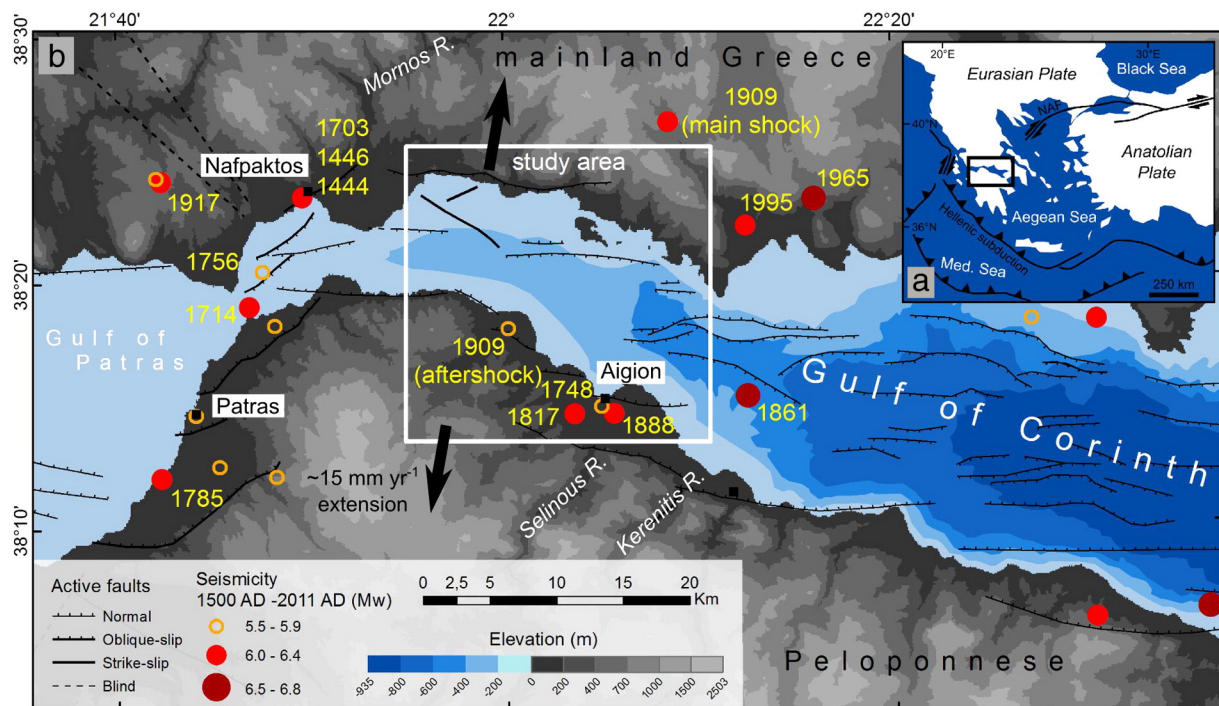 21°40'
22°
22°20'
38°30'
38°20'
38°10'
b
Mornos R.
mainland Greece
1909
(main shock)
1703
1446
1444
Nafpaktos
study area
1917
1965
1995
1756
1714
Gulf of
Patras
1909
(aftershock)
Aigion
1748
1817
1888
1861
Gulf of Corinth
Patras
1785
~15 mm yr-1
extension
Selinous R.
Kerenitis R.
Peloponnese
20°E
30°E
Eurasian Plate
Black Sea
NAF
40°N
Anatolian
Plate
Aegean Sea
36°N
Hellenic subduction
Med. Sea
a
250 km
Active faults
Normal
Oblique-slip
Strike-slip
Blind
Seismicity
1500 AD -2011 AD (Mw)
5.5 - 5.9
6.0 - 6.4
6.5 - 6.8
0 2,5 5 10 15 20
Km
Elevation (m)
-935 -800 -600 -400 -200 0 200 400 700 1000 1500 2503